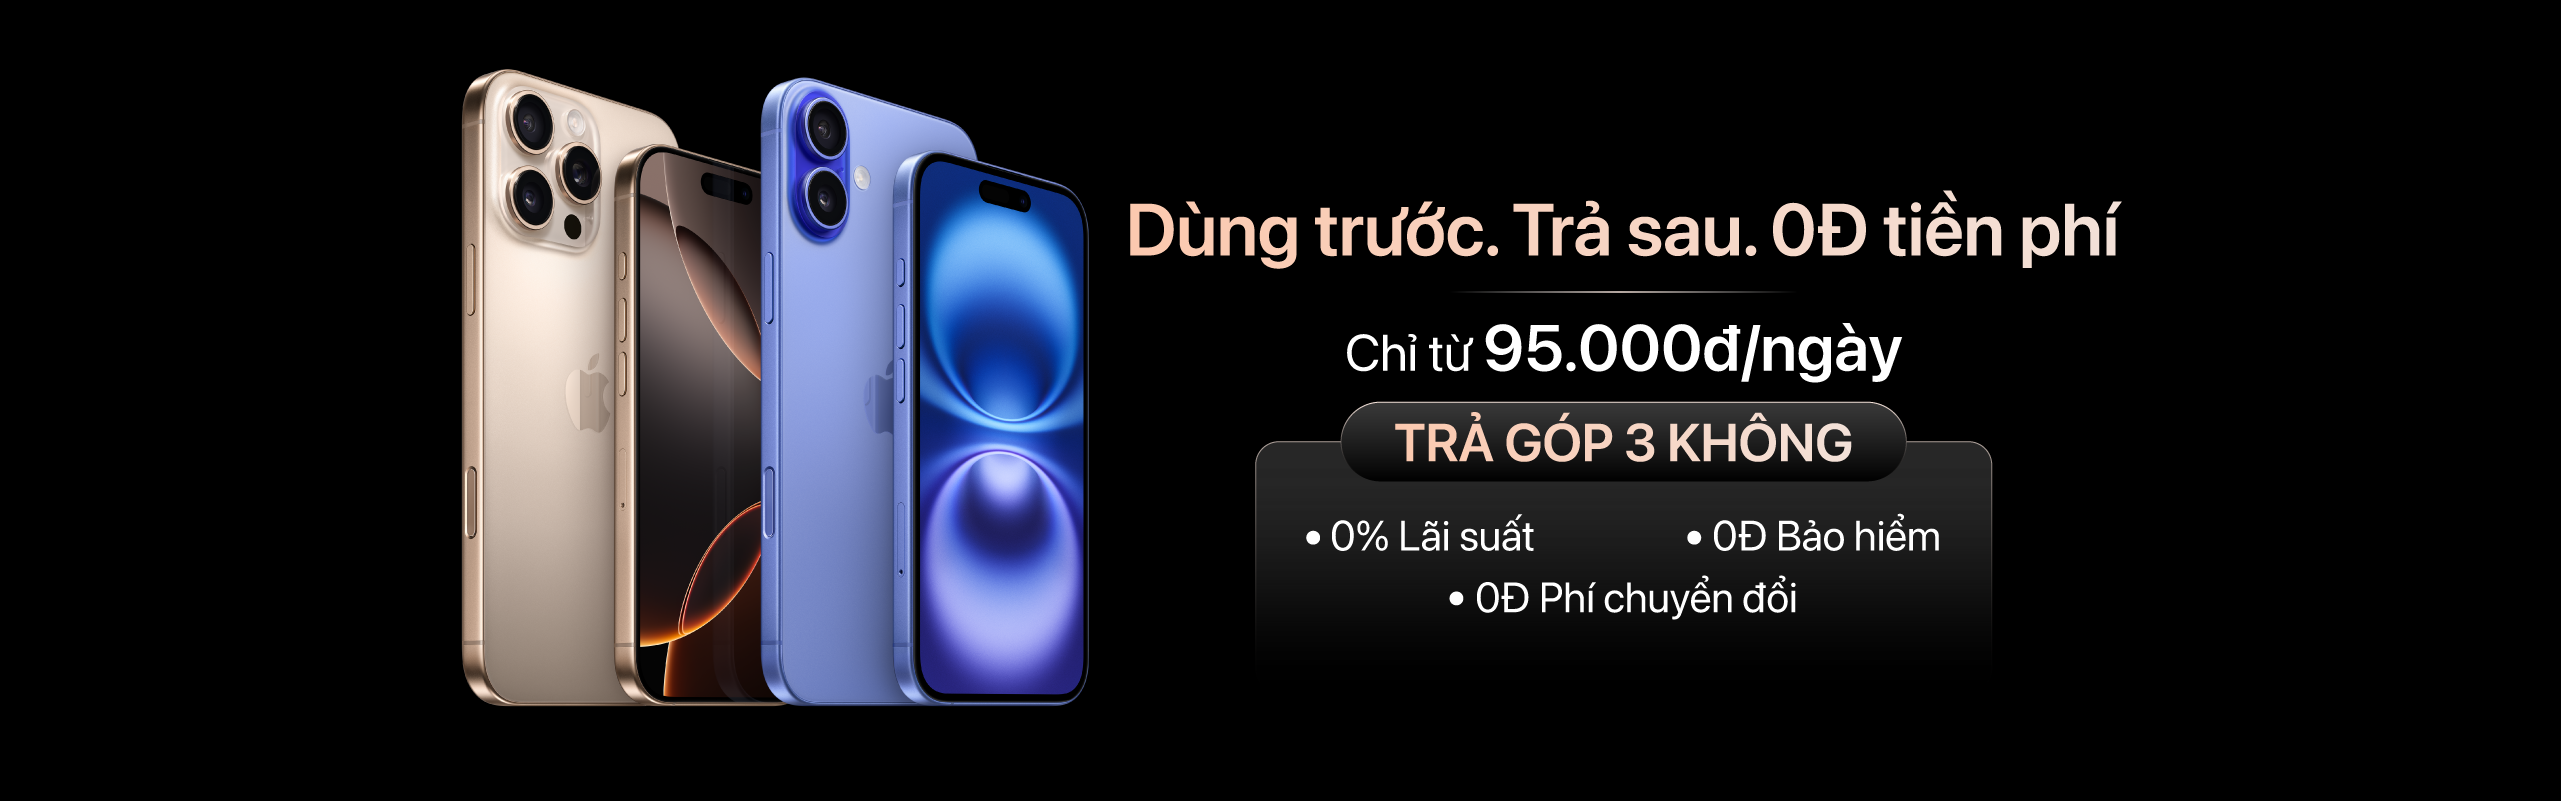 Dùng trước. Trả sau. 0Đ tiền phí
Chỉ từ 95.000đ/ngày
TRẢ GÓP 3 KHÔNG
• 0% Lãi suất
• 0Đ Bảo hiểm
• 0Đ Phí chuyển đổi